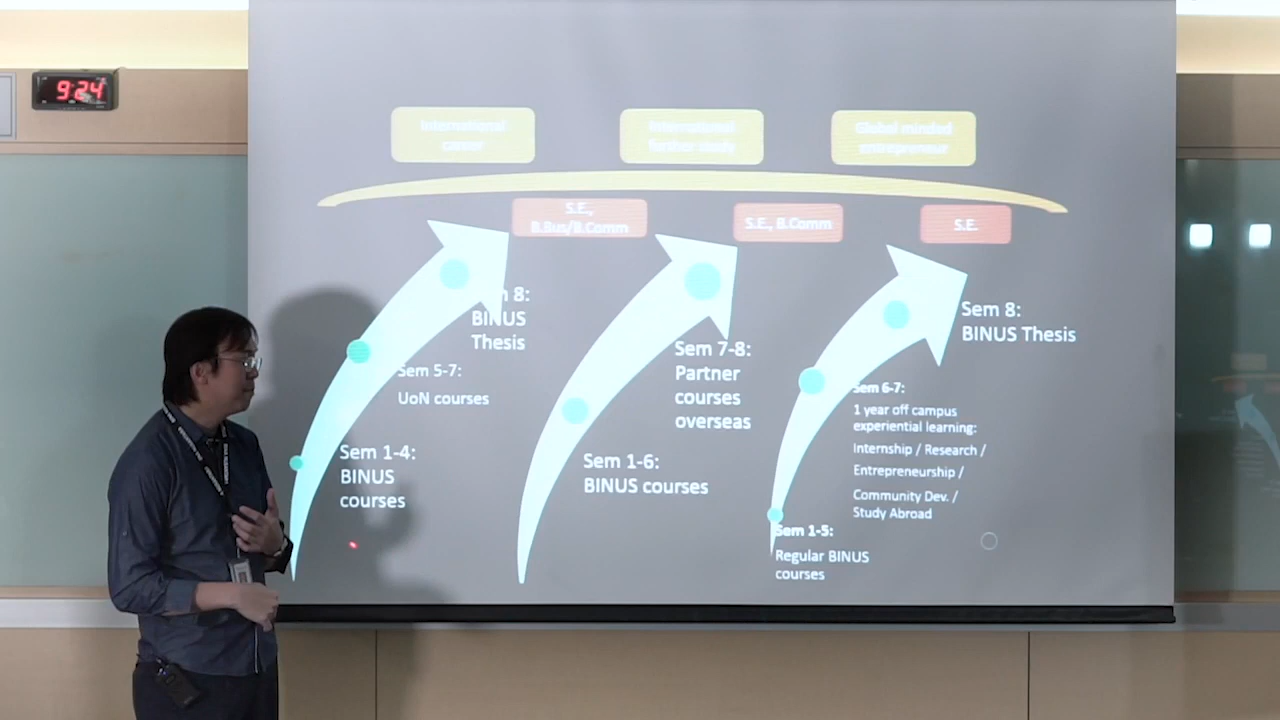 9:24
International
career
International
further study
Global minded
entrepreneur
S.E.,
B.Bus/B.Comm
S.E., B.Comm
S.E.
8:
BINUS
Thesis
Sem 5-7:
UoN courses
Sem 1-4:
BINUS
courses
Sem 7-8:
Partner
courses
overseas
Sem 1-6:
BINUS courses
Sem 8:
BINUS Thesis
Sem 6-7:
1 year off campus
experiential learning:
Internship / Research /
Entrepreneurship /
Community Dev. /
Study Abroad
Sem 1-5:
Regular BINUS
courses